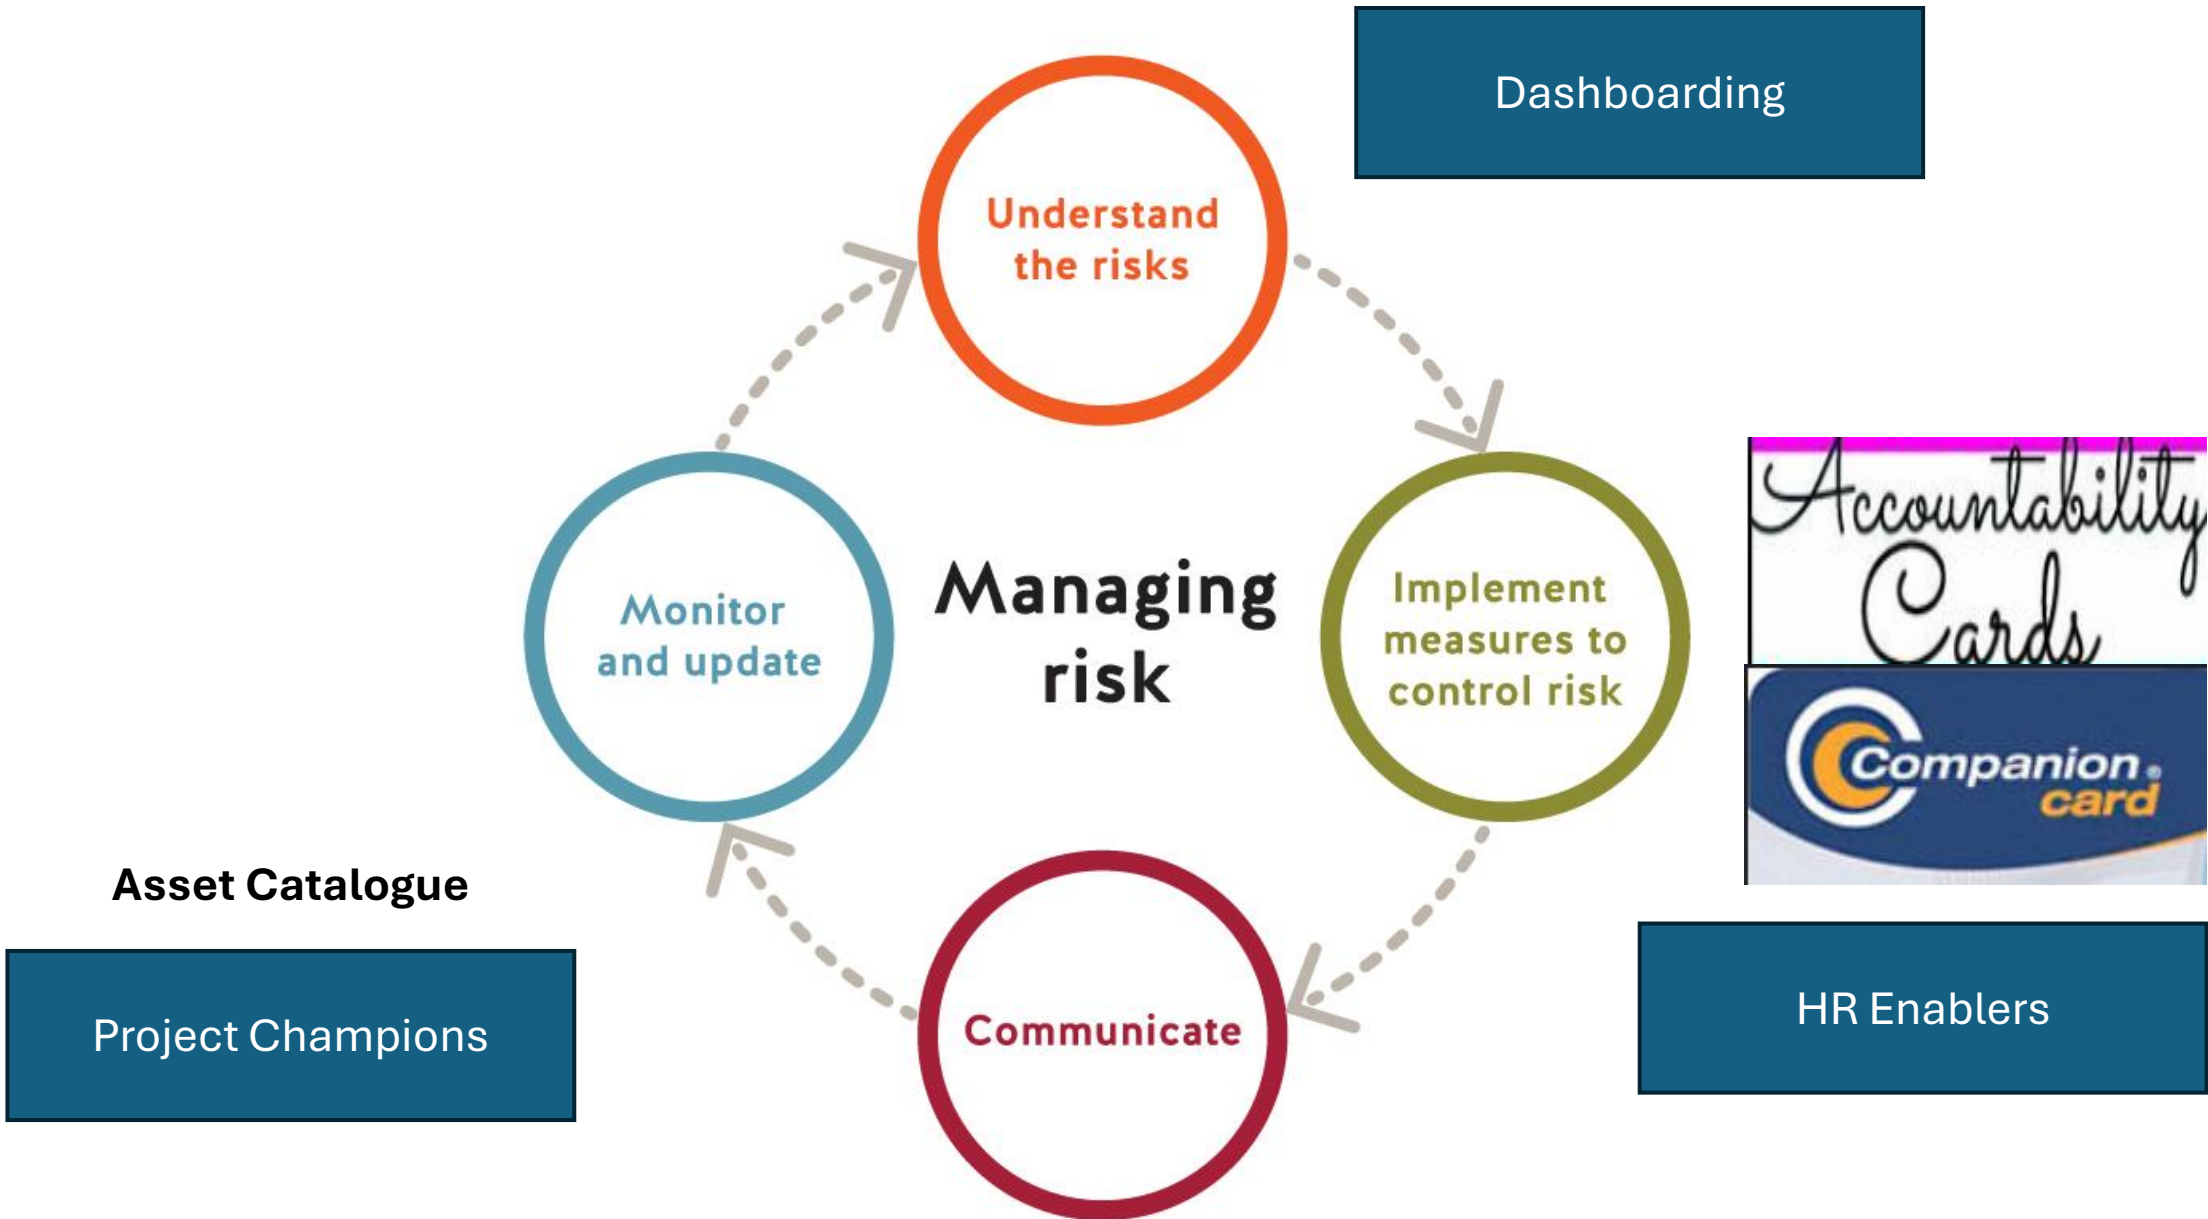 Dashboarding
Understand
the risks
Accountability
Cards
Implement
measures to
control risk
Managing
risk
Monitor
and update
Companion®
card
Asset Catalogue
Project Champions
Communicate
HR Enablers